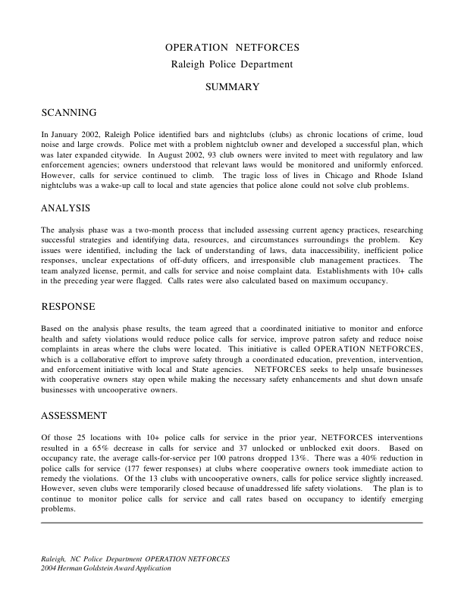 OPERATION NETFORCES
Raleigh Police Department
SUMMARY
SCANNING
In January 2002, Raleigh Police identified bars and nightclubs (clubs) as chronic locations of crime, loud
noise and large crowds. Police met with a problem nightclub owner and developed a successful plan, which
was later expanded citywide. In August 2002, 93 club owners were invited to meet with regulatory and law
enforcement agencies; owners understood that relevant laws would be monitored and uniformly enforced.
However, calls for service continued to climb. The tragic loss of lives in Chicago and Rhode Island
nightclubs was a wake-up call to local and state agencies that police alone could not solve club problems.
ANALYSIS
The analysis phase was a two-month process that included assessing current agency practices, researching
successful strategies and identifying data, resources, and circumstances surroundings the problem. Key
issues were identified, including the lack of understanding of laws, data inaccessibility, inefficient police
responses, unclear expectations of off-duty officers, and irresponsible club management practices. The
team analyzed license, permit, and calls for service and noise complaint data. Establishments with 10+ calls
in the preceding year were flagged. Calls rates were also calculated based on maximum occupancy.
RESPONSE
Based on the analysis phase results, the team agreed that a coordinated initiative to monitor and enforce
health and safety violations would reduce police calls for service, improve patron safety and reduce noise
complaints in areas where the clubs were located. This initiative is called OPERATION NETFORCES,
which is a collaborative effort to improve safety through a coordinated education, prevention, intervention,
and enforcement initiative with local and State agencies. NETFORCES seeks to help unsafe businesses
with cooperative owners stay open while making the necessary safety enhancements and shut down unsafe
businesses with uncooperative owners.
ASSESSMENT
Of those 25 locations with 10+ police calls for service in the prior year, NETFORCES interventions
resulted in a 65% decrease in calls for service and 37 unlocked or unblocked exit doors. Based on
occupancy rate, the average calls-for-service per 100 patrons dropped 13%. There was a 40% reduction in
police calls for service (177 fewer responses) at clubs where cooperative owners took immediate action to
remedy the violations. Of the 13 clubs with uncooperative owners, calls for police service slightly increased.
However, seven clubs were temporarily closed because of unaddressed life safety violations. The plan is to
continue to monitor police calls for service and call rates based on occupancy to identify emerging
problems.
Raleigh, NC Police Department OPERATION NETFORCES
2004 Herman Goldstein Award Application